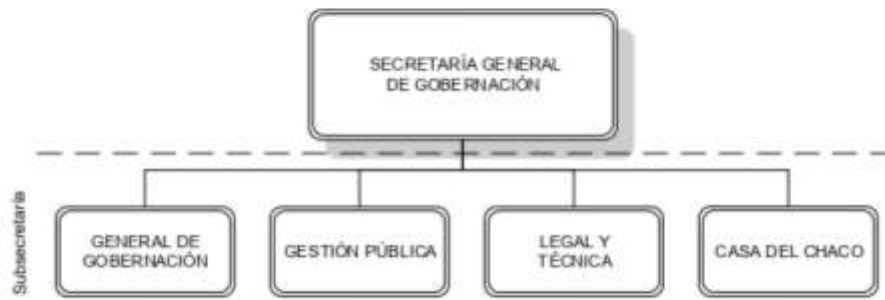 SECRETARÍA GENERAL
DE GOBERNACIÓN
Subsecretaría
GENERAL DE
GOBERNACIÓN
GESTIÓN PÚBLICA
LEGAL Y
TÉCNICA
CASA DEL CHACO